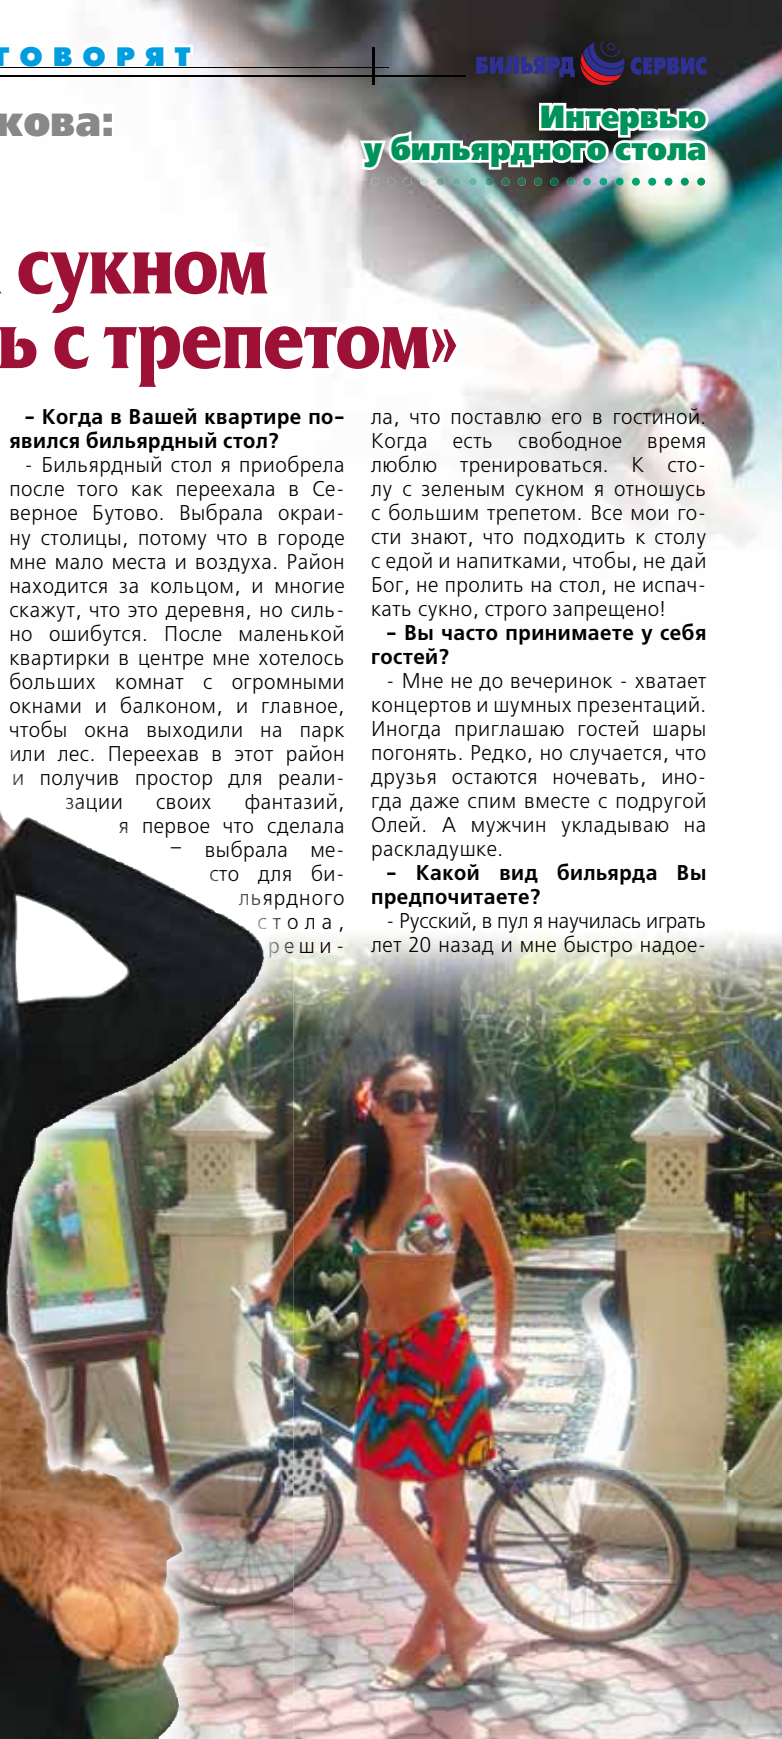 ГОВОРЯТ
БИЛЬЯРД СЕРВИС
кова:
Интервью
у бильярдного стола
сукном
ь с трепетом»
– Когда в Вашей квартире по-
явился бильярдный стол?
- Бильярдный стол я приобрела
после того как переехала в Се-
верное Бутово. Выбрала окраи-
ну столицы, потому что в городе
мне мало места и воздуха. Район
находится за кольцом, и многие
скажут, что это деревня, но силь-
но ошибутся. После маленькой
квартирки в центре мне хотелось
больших комнат с огромными
окнами и балконом, и главное,
чтобы окна выходили на парк
или лес. Переехав в этот район
и получив простор для реали-
зации своих фантазий,
я первое что сделала
– выбрала ме-
сто для би-
льярдного
стола,
реши-
ла, что поставлю его в гостиной.
Когда есть свободное время
люблю тренироваться. К сто-
лу с зеленым сукном я отношусь
с большим трепетом. Все мои го-
сти знают, что подходить к столу
с едой и напитками, чтобы, не дай
Бог, не пролить на стол, не испач-
кать сукно, строго запрещено!
– Вы часто принимаете у себя
гостей?
- Мне не до вечеринок - хватает
концертов и шумных презентаций.
Иногда приглашаю гостей шары
погонять. Редко, но случается, что
друзья остаются ночевать, ино-
гда даже спим вместе с подругой
Олей. А мужчин укладываю на
раскладушке.
– Какой вид бильярда Вы
предпочитаете?
- Русский, в пул я научилась играть
лет 20 назад и мне быстро надое-